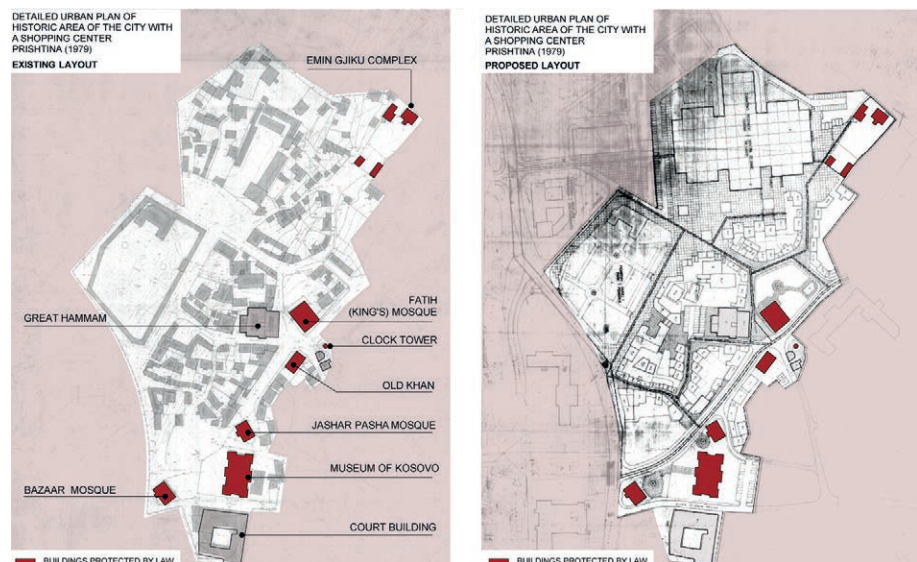 DETAILED URBAN PLAN OF
HISTORIC AREA OF THE CITY WITH
A SHOPPING CENTER
PRISHTINA (1979)
EXISTING LAYOUT
EMIN GJIKU COMPLEX
GREAT HAMMAM
FATIH
(KING'S) MOSQUE
CLOCK TOWER
OLD KHAN
JASHAR PASHA MOSQUE
MUSEUM OF KOSOVO
BAZAAR MOSQUE
COURT BUILDING
BUILDINGS PROTECTED BY LAW
DETAILED URBAN PLAN OF
HISTORIC AREA OF THE CITY WITH
A SHOPPING CENTER
PRISHTINA (1979)
PROPOSED LAYOUT
BUILDINGS PROTECTED BY LAW